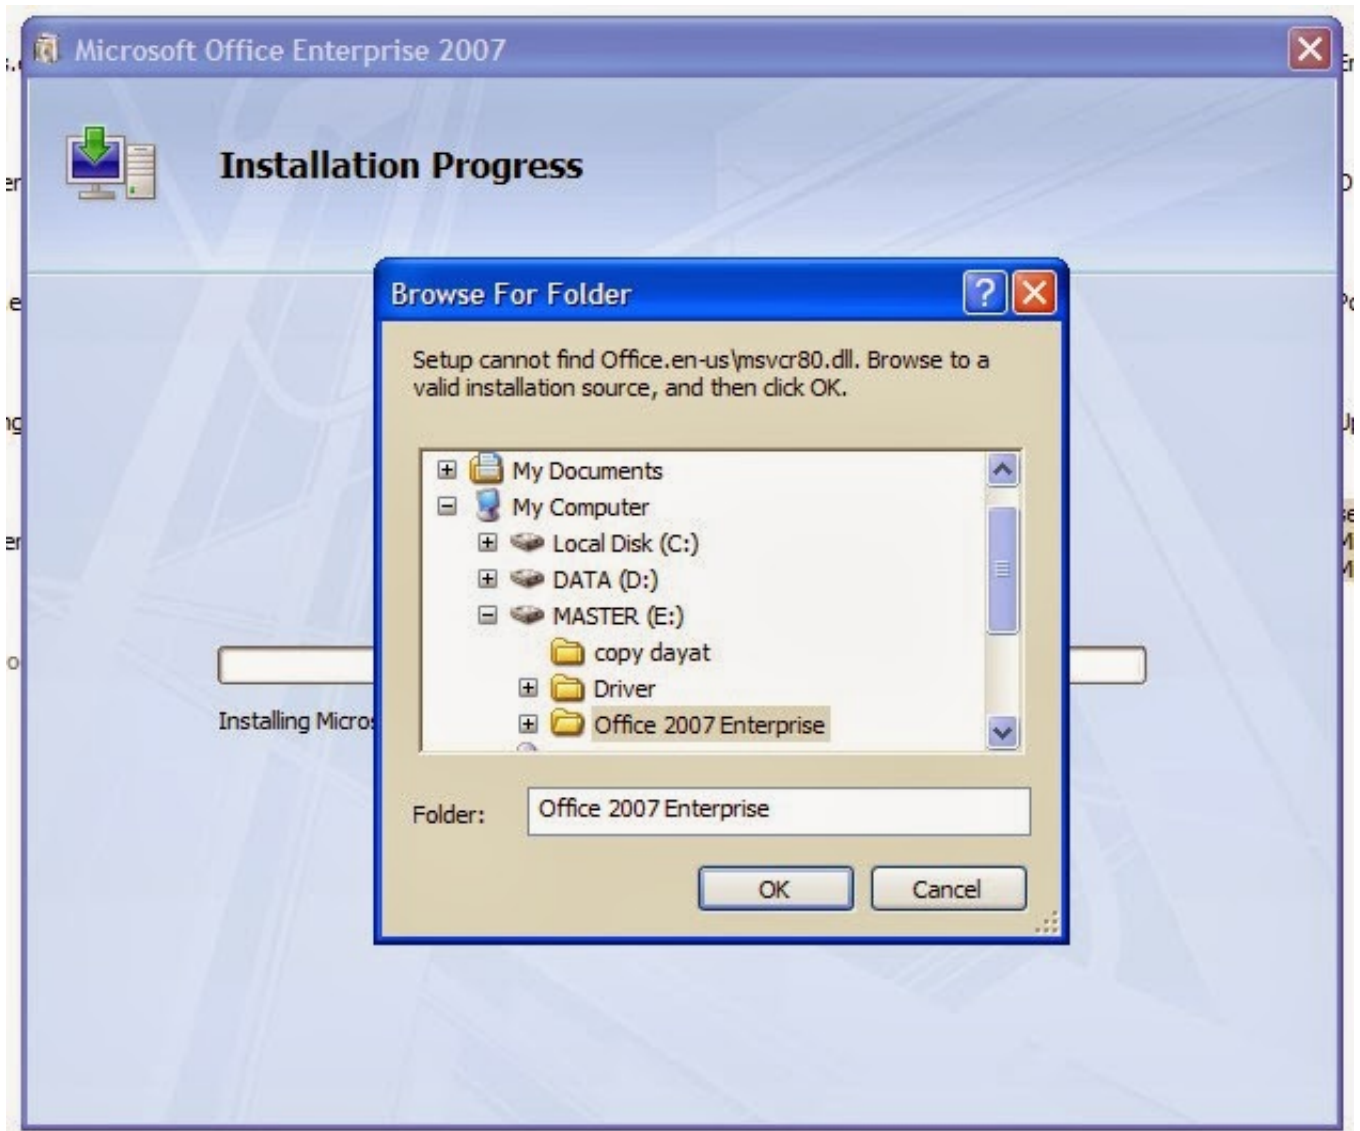 Microsoft Office Enterprise 2007
Installation Progress
Browse For Folder
Setup cannot find Office.en-us\msvcr80.dll. Browse to a
valid installation source, and then click OK.
My Documents
My Computer
Local Disk (C:)
DATA (D:)
MASTER (E:)
copy dayat
Driver
Office 2007 Enterprise
Installing Micros
Folder: Office 2007 Enterprise
OK Cancel